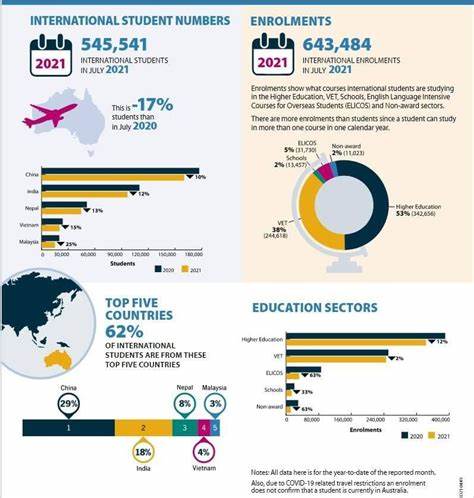 INTERNATIONAL STUDENT NUMBERS
2021
545,541
INTERNATIONAL STUDENTS
IN JULY 2021
This is -17%
students than
in July 2020
China
India
Nepal
Vietnam
Malaysia
10%
12%
13%
15%
25%
0
30,000
60,000
90,000
120,000
150,000
180,000
Students
2020
2021
ENROLMENTS
2021
643,484
INTERNATIONAL ENROLMENTS
IN JULY 2021
Enrolments show what courses international students are studying
in the Higher Education, VET, Schools, English Language Intensive
Courses for Overseas Students (ELICOS) and Non-award sectors.
There are more enrolments than students since a student can study
in more than one course in one calendar year.
ELICOS
5% (31,730)
Schools
2% (13,457)
Non-award
2% (11,023)
Higher Education
53% (342,656)
VET
38%
(244,618)
TOP FIVE
COUNTRIES
62%
OF INTERNATIONAL
STUDENTS ARE FROM THESE
TOP FIVE COUNTRIES
China
Nepal
Malaysia
29%
8%
3%
1
2
3
4
5
18%
4%
India
Vietnam
EDUCATION SECTORS
Higher Education
VET
ELICOS
Schools
Non-award
12%
2%
63%
33%
63%
0
80,000
160,000
240,000
320,000
400,000
Enrolments
2020
2021
Notes: All data here is for the year-to-date of the reported month.
Also, due to COVID-19 related travel restrictions an enrolment
does not confirm that a student is currently in Australia.